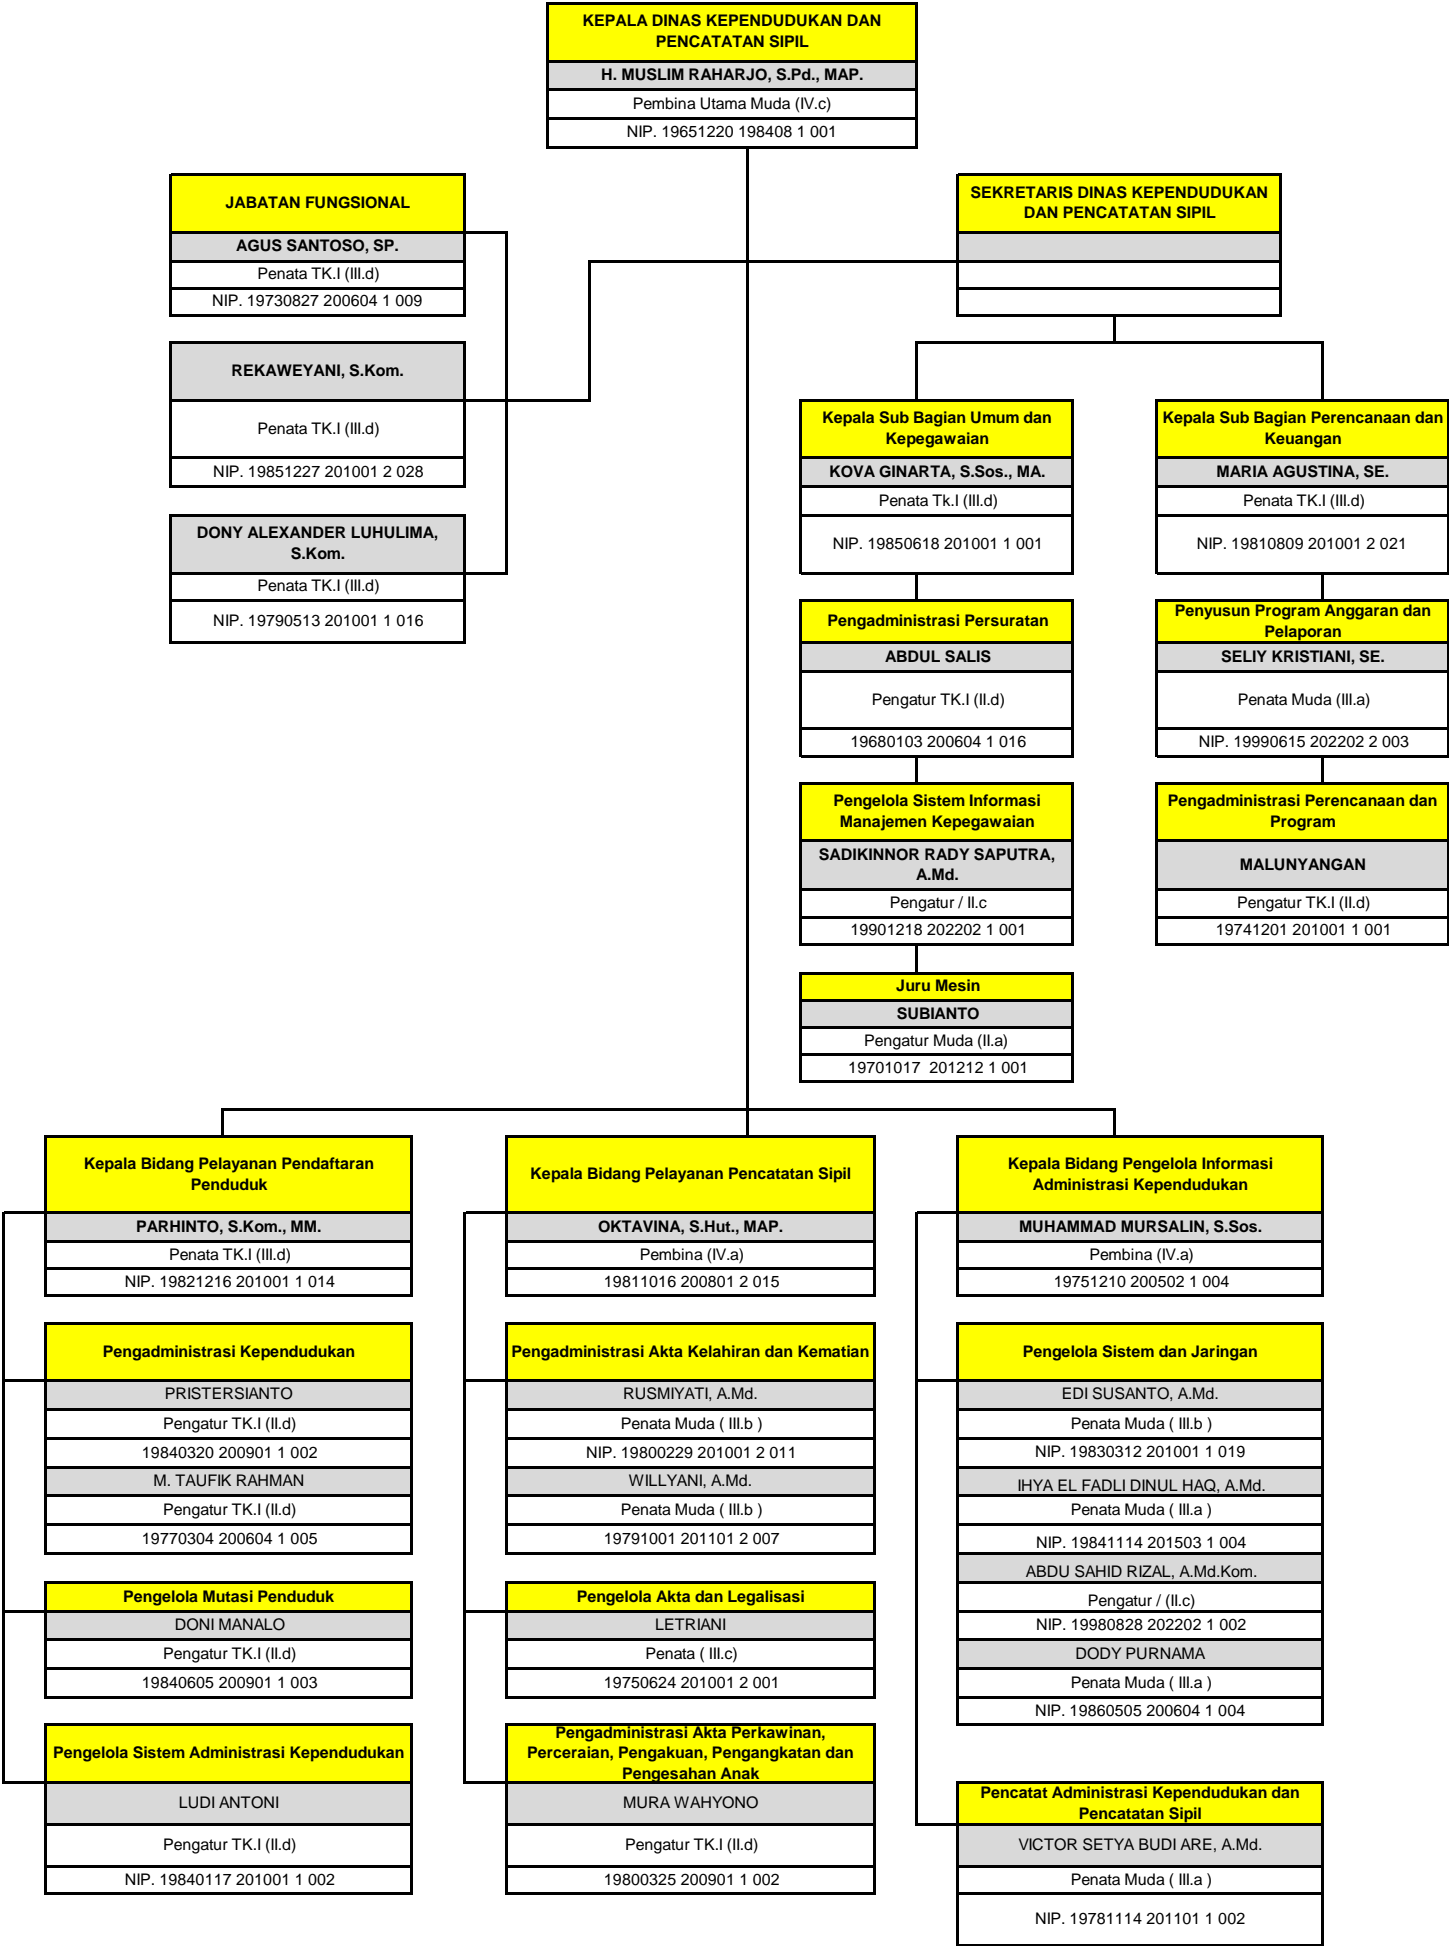 KEPALA DINAS KEPENDUDUKAN DAN
PENCATATAN SIPIL
H. MUSLIM RAHARJO, S.Pd., MAP.
Pembina Utama Muda (IV.c)
NIP. 19651220 198408 1 001
JABATAN FUNGSIONAL
AGUS SANTOSO, SP.
Penata TK.I (III.d)
NIP. 19730827 200604 1 009
REKAWEYANI, S.Kom.
Penata TK.I (III.d)
NIP. 19851227 201001 2 028
DONY ALEXANDER LUHULIMA,
S.Kom.
Penata TK.I (III.d)
NIP. 19790513 201001 1 016
SEKRETARIS DINAS KEPENDUDUKAN
DAN PENCATATAN SIPIL
Kepala Sub Bagian Umum dan
Kepegawaian
KOVA GINARTA, S.Sos., MA.
Penata Tk.I (III.d)
NIP. 19850618 201001 1 001
Pengadministrasi Persuratan
ABDUL SALIS
Pengatur TK.I (II.d)
19680103 200604 1 016
Pengelola Sistem Informasi
Manajemen Kepegawaian
SADIKINNOR RADY SAPUTRA,
A.Md.
Pengatur / II.c
19901218 202202 1 001
Juru Mesin
SUBIANTO
Pengatur Muda (II.a)
19701017  201212 1 001
Kepala Sub Bagian Perencanaan dan
Keuangan
MARIA AGUSTINA, SE.
Penata TK.I (III.d)
NIP. 19810809 201001 2 021
Penyusun Program Anggaran dan
Pelaporan
SELIY KRISTIANI, SE.
Penata Muda (III.a)
NIP. 19990615 202202 2 003
Pengadministrasi Perencanaan dan
Program
MALUNYANGAN
Pengatur TK.I (II.d)
19741201 201001 1 001
Kepala Bidang Pelayanan Pendaftaran
Penduduk
PARHINTO, S.Kom., MM.
Penata TK.I (III.d)
NIP. 19821216 201001 1 014
Pengadministrasi Kependudukan
PRISTERSIANTO
Pengatur TK.I (II.d)
19840320 200901 1 002
M. TAUFIK RAHMAN
Pengatur TK.I (II.d)
19770304 200604 1 005
Pengelola Mutasi Penduduk
DONI MANALO
Pengatur TK.I (II.d)
19840605 200901 1 003
Pengelola Sistem Administrasi Kependudukan
LUDI ANTONI
Pengatur TK.I (II.d)
NIP. 19840117 201001 1 002
Kepala Bidang Pelayanan Pencatatan Sipil
OKTAVINA, S.Hut., MAP.
Pembina (IV.a)
19811016 200801 2 015
Pengadministrasi Akta Kelahiran dan Kematian
RUSMIYATI, A.Md.
Penata Muda ( III.b )
NIP. 19800229 201001 2 011
WILLYANI, A.Md.
Penata Muda ( III.b )
19791001 201101 2 007
Pengelola Akta dan Legalisasi
LETRIANI
Penata ( III.c)
19750624 201001 2 001
Pengadministrasi Akta Perkawinan,
Perceraian, Pengakuan, Pengangkatan dan
Pengesahan Anak
MURA WAHYONO
Pengatur TK.I (II.d)
19800325 200901 1 002
Kepala Bidang Pengelola Informasi
Administrasi Kependudukan
MUHAMMAD MURSALIN, S.Sos.
Pembina (IV.a)
19751210 200502 1 004
Pengelola Sistem dan Jaringan
EDI SUSANTO, A.Md.
Penata Muda ( III.b )
NIP. 19830312 201001 1 019
IHYA EL FADLI DINUL HAQ, A.Md.
Penata Muda ( III.a )
NIP. 19841114 201503 1 004
ABDU SAHID RIZAL, A.Md.Kom.
Pengatur / (II.c)
NIP. 19980828 202202 1 002
DODY PURNAMA
Penata Muda ( III.a )
NIP. 19860505 200604 1 004
Pencatat Administrasi Kependudukan dan
Pencatatan Sipil
VICTOR SETYA BUDI ARE, A.Md.
Penata Muda ( III.a )
NIP. 19781114 201101 1 002